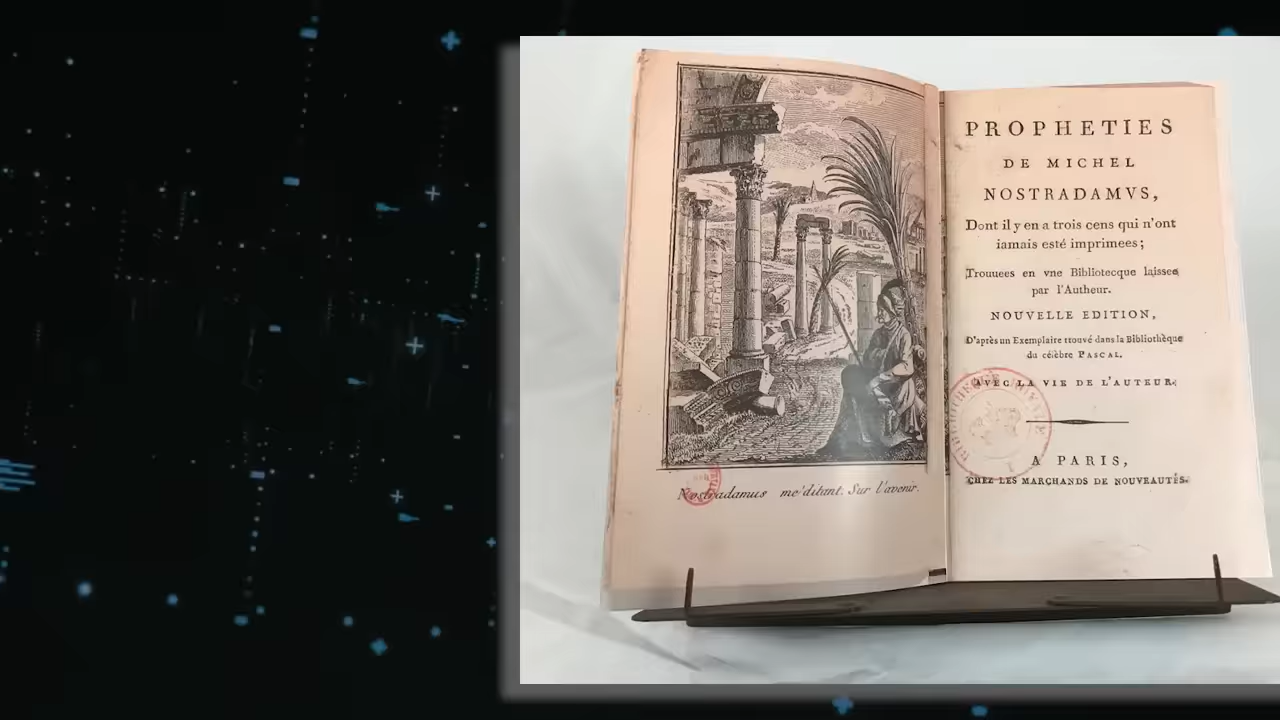 Nostradamus méditant. Sur l'avenir.
PROPHETIES
DE MICHEL
NOSTRADAMVS,
Dont il y en a trois cens qui n'ont
iamais esté imprimees;
Trouuees en vne Bibliotecque laissee
par l'Autheur.
NOUVELLE EDITION,
D'après un Exemplaire trouvé dans la Bibliothèque
du célèbre PASCAL.
AVEC LA VIE DE L'AUTEUR.
A PARIS,
CHEZ LES MARCHANDS DE NOUVRAUTÉS.